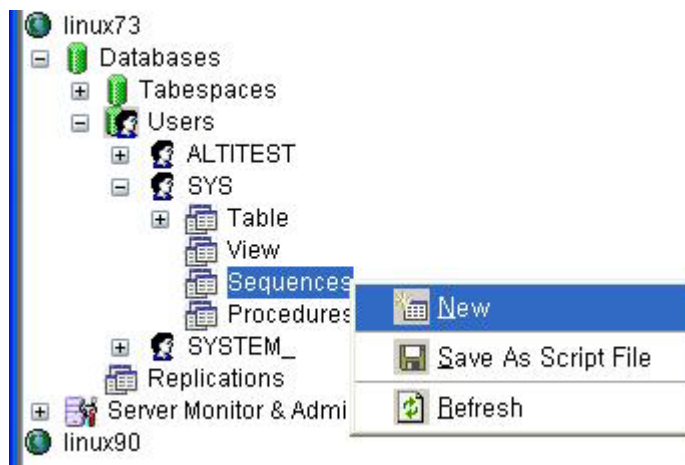 linux73
Databases
Tabespaces
Users
ALTITEST
SYS
Table
View
Sequences
New
Procedures
SYSTEM_
Save As Script File
Replications
Refresh
Server Monitor & Admi
linux90